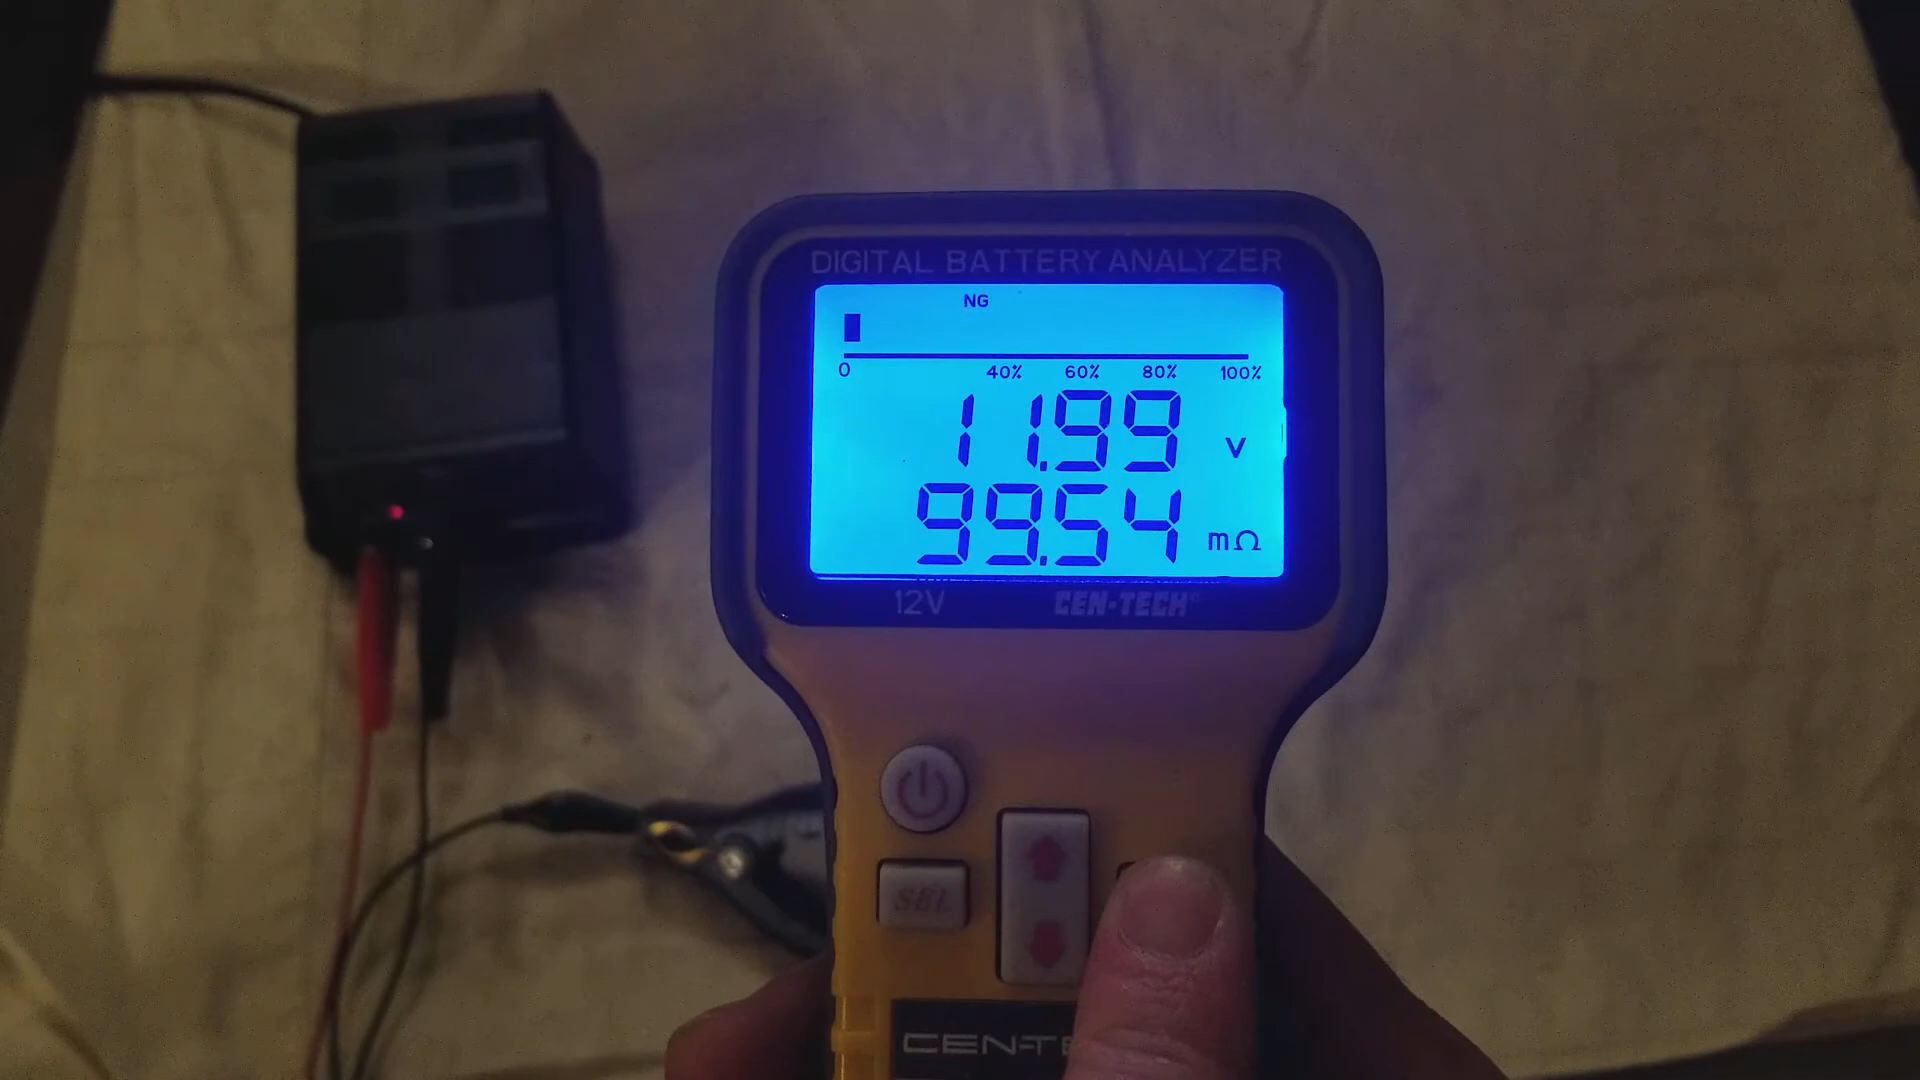 DIGITAL BATTERY ANALYZER
NG
0 40% 60% 80% 100%
11.99 V
99.54 mΩ
12V CEN-TECH
SEL